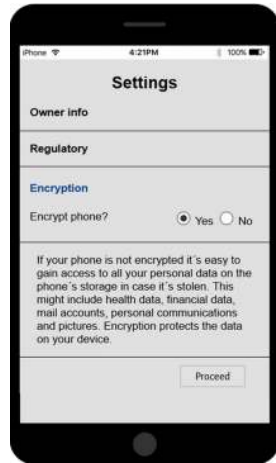 iPhone 4:21PM 100%
Settings
Owner info
Regulatory
Encryption
Encrypt phone? Yes No
If your phone is not encrypted it´s easy to
gain access to all your personal data on the
phone´s storage in case it´s stolen. This
might include health data, financial data,
mail accounts, personal communications
and pictures. Encryption protects the data
on your device.
Proceed